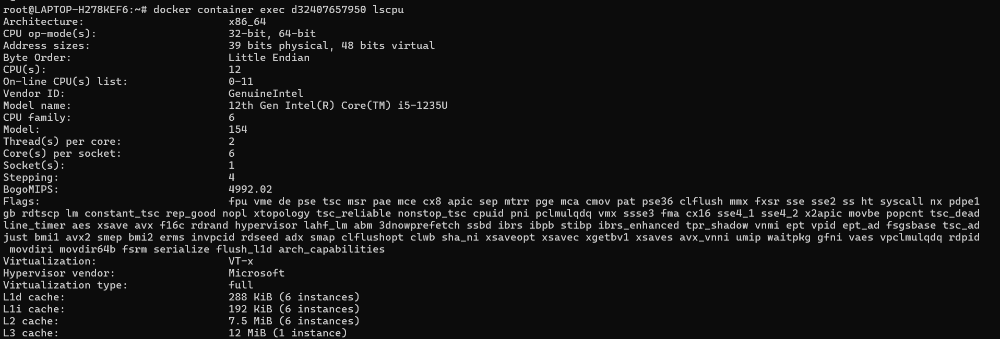 root@LAPTOP-H278KEF6:~# docker container exec d32407657950 lscpu
Architecture: x86_64
CPU op-mode(s): 32-bit, 64-bit
Address sizes: 39 bits physical, 48 bits virtual
Byte Order: Little Endian
CPU(s): 12
On-line CPU(s) list: 0-11
Vendor ID: GenuineIntel
Model name: 12th Gen Intel(R) Core(TM) i5-1235U
CPU family: 6
Model: 154
Thread(s) per core: 2
Core(s) per socket: 6
Socket(s): 1
Stepping: 4
BogoMIPS: 4992.02
Flags: fpu vme de pse tsc msr pae mce cx8 apic sep mtrr pge mca cmov pat pse36 clflush mmx fxsr sse sse2 ss ht syscall nx pdpe1
gb rdtscp lm constant_tsc rep_good nopl xtopology tsc_reliable nonstop_tsc cpuid pni pclmulqdq vmx ssse3 fma cx16 sse4_1 sse4_2 x2apic movbe popcnt tsc_dead
line_timer aes xsave avx f16c rdrand hypervisor lahf_lm abm 3dnowprefetch ssbd ibrs ibpb stibp ibrs_enhanced tpr_shadow vnmi ept vpid ept_ad fsgsbase tsc_ad
just bmi1 avx2 smep bmi2 erms invpcid rdseed adx smap clflushopt clwb sha_ni xsaveopt xsavec xgetbv1 xsaves avx_vnni umip waitpkg gfni vaes vpclmulqdq rdpid
movdiri movdir64b fsrm serialize flush_l1d arch_capabilities
Virtualization: VT-x
Hypervisor vendor: Microsoft
Virtualization type: full
L1d cache: 288 KiB (6 instances)
L1i cache: 192 KiB (6 instances)
L2 cache: 7.5 MiB (6 instances)
L3 cache: 12 MiB (1 instance)